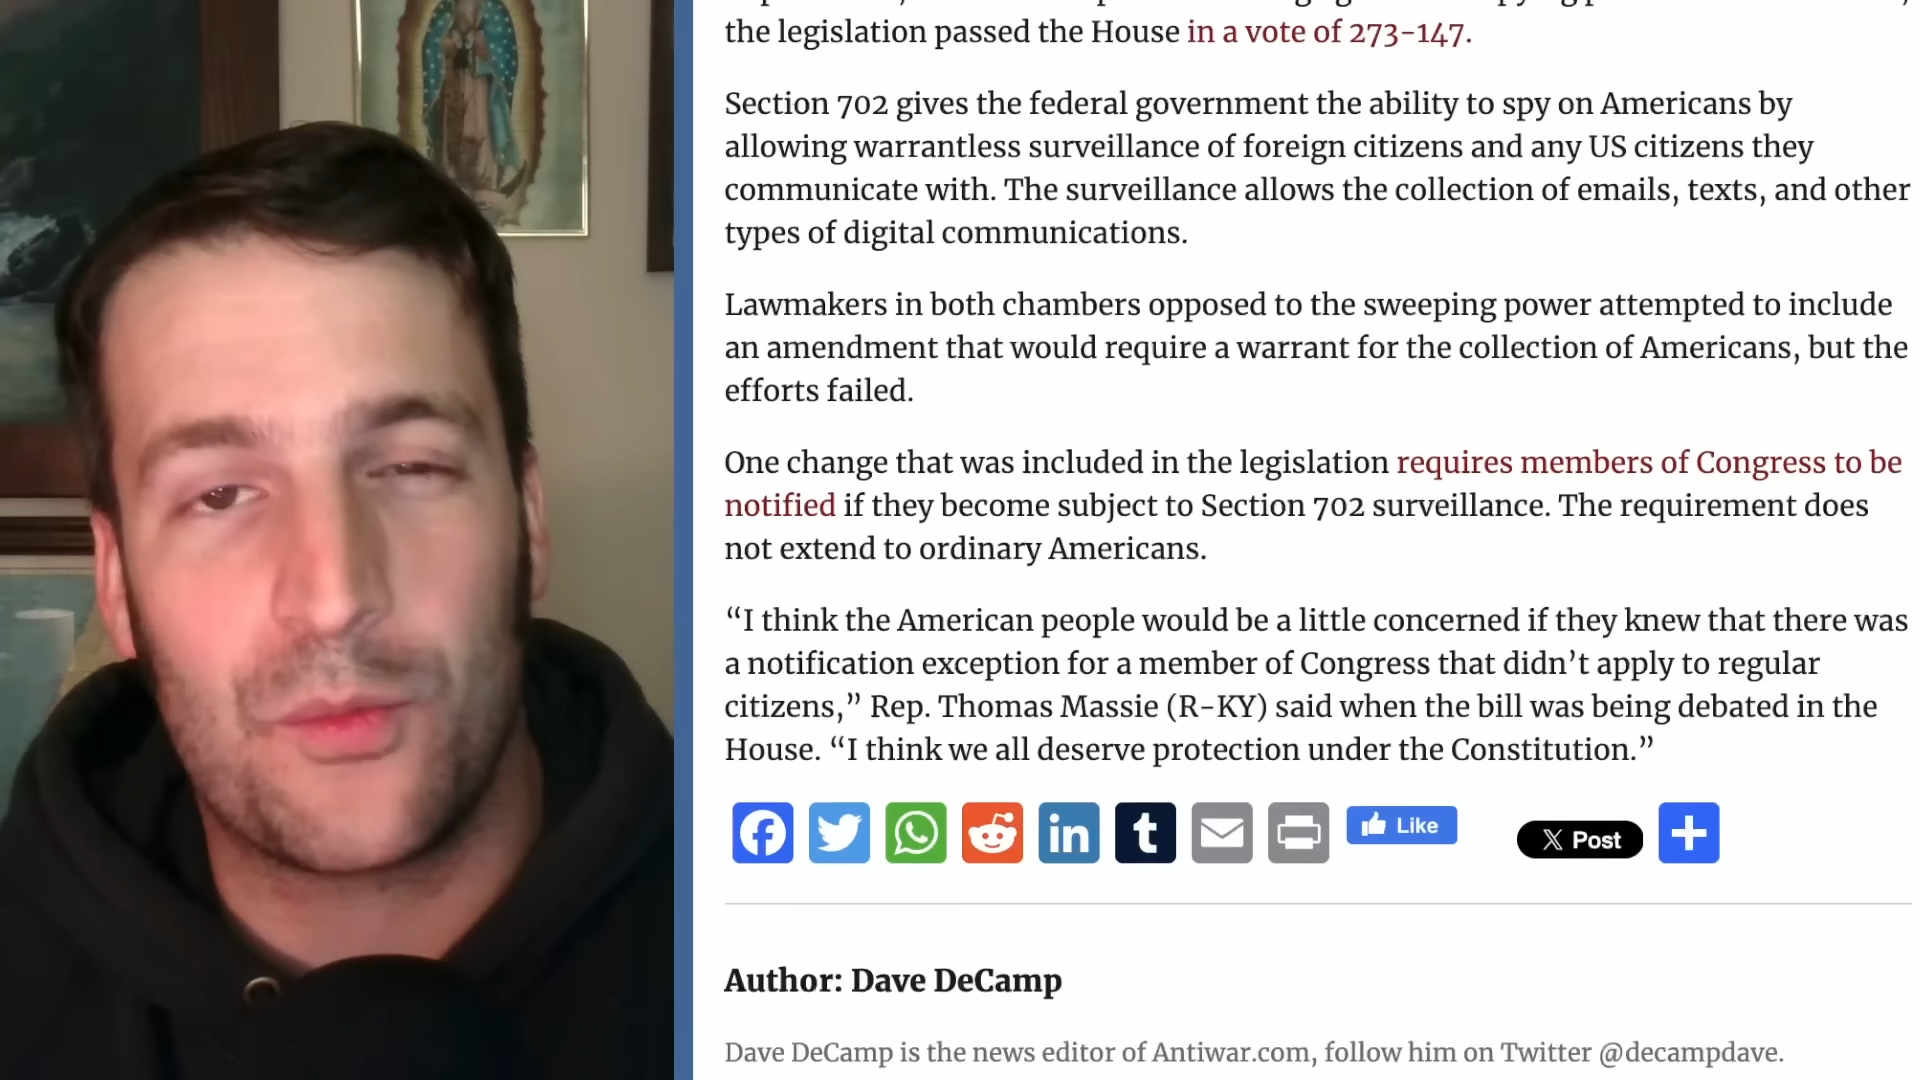 the legislation passed the House in a vote of 273-147.
Section 702 gives the federal government the ability to spy on Americans by
allowing warrantless surveillance of foreign citizens and any US citizens they
communicate with. The surveillance allows the collection of emails, texts, and other
types of digital communications.
Lawmakers in both chambers opposed to the sweeping power attempted to include
an amendment that would require a warrant for the collection of Americans, but the
efforts failed.
One change that was included in the legislation requires members of Congress to be
notified if they become subject to Section 702 surveillance. The requirement does
not extend to ordinary Americans.
“I think the American people would be a little concerned if they knew that there was
a notification exception for a member of Congress that didn’t apply to regular
citizens,” Rep. Thomas Massie (R-KY) said when the bill was being debated in the
House. “I think we all deserve protection under the Constitution.”
Like
X Post
Author: Dave DeCamp
Dave DeCamp is the news editor of Antiwar.com, follow him on Twitter @decampdave.